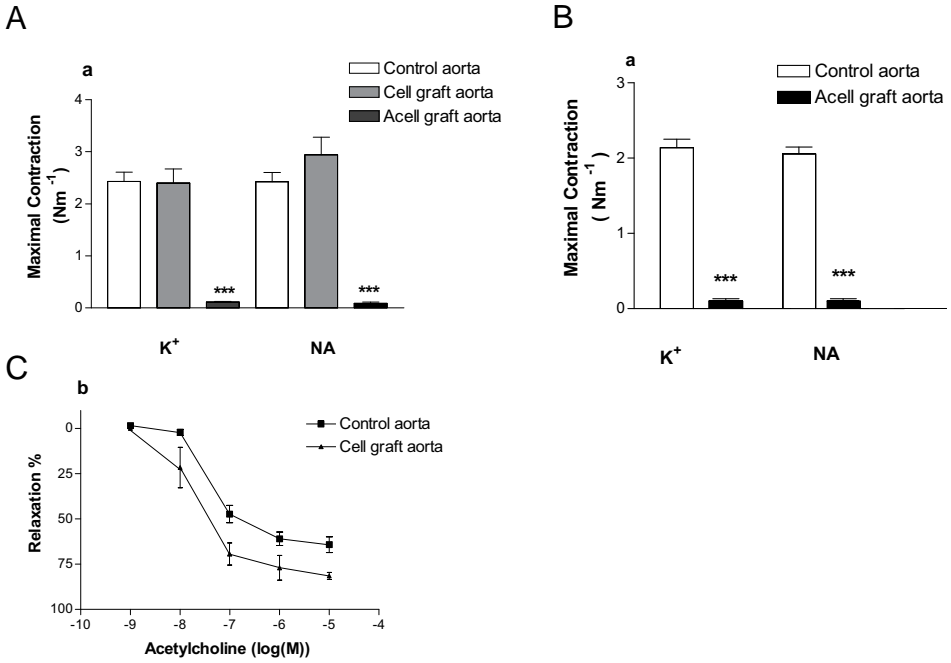 A
a
Control aorta
Cell graft aorta
Acell graft aorta
Maximal Contraction
(Nm⁻¹)
4
3
2
1
0
***
***
K⁺
NA
B
a
Control aorta
Acell graft aorta
Maximal Contraction
( Nm⁻¹ )
3
2
1
0
***
***
K⁺
NA
C
b
Control aorta
Cell graft aorta
Relaxation %
0
25
50
75
100
-10 -9 -8 -7 -6 -5 -4
Acetylcholine (log(M))